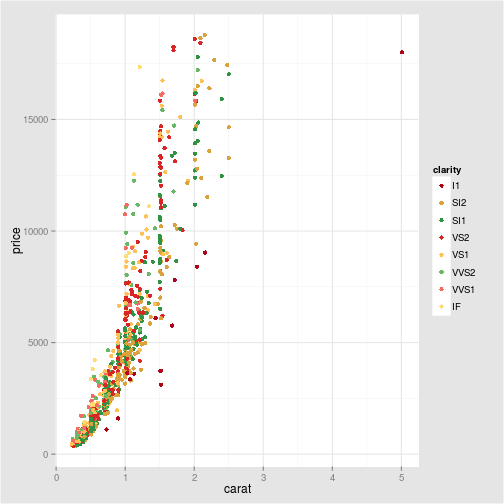 15000
10000
5000
0
price
0
1
2
3
4
5
carat
clarity
I1
SI2
SI1
VS2
VS1
VVS2
VVS1
IF